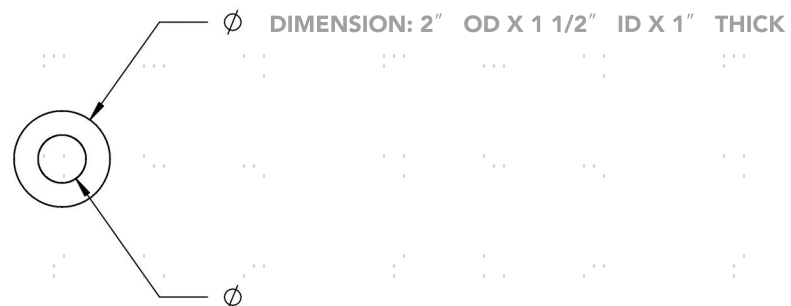 ⌀ DIMENSION: 2" OD X 1 1/2" ID X 1" THICK
⌀